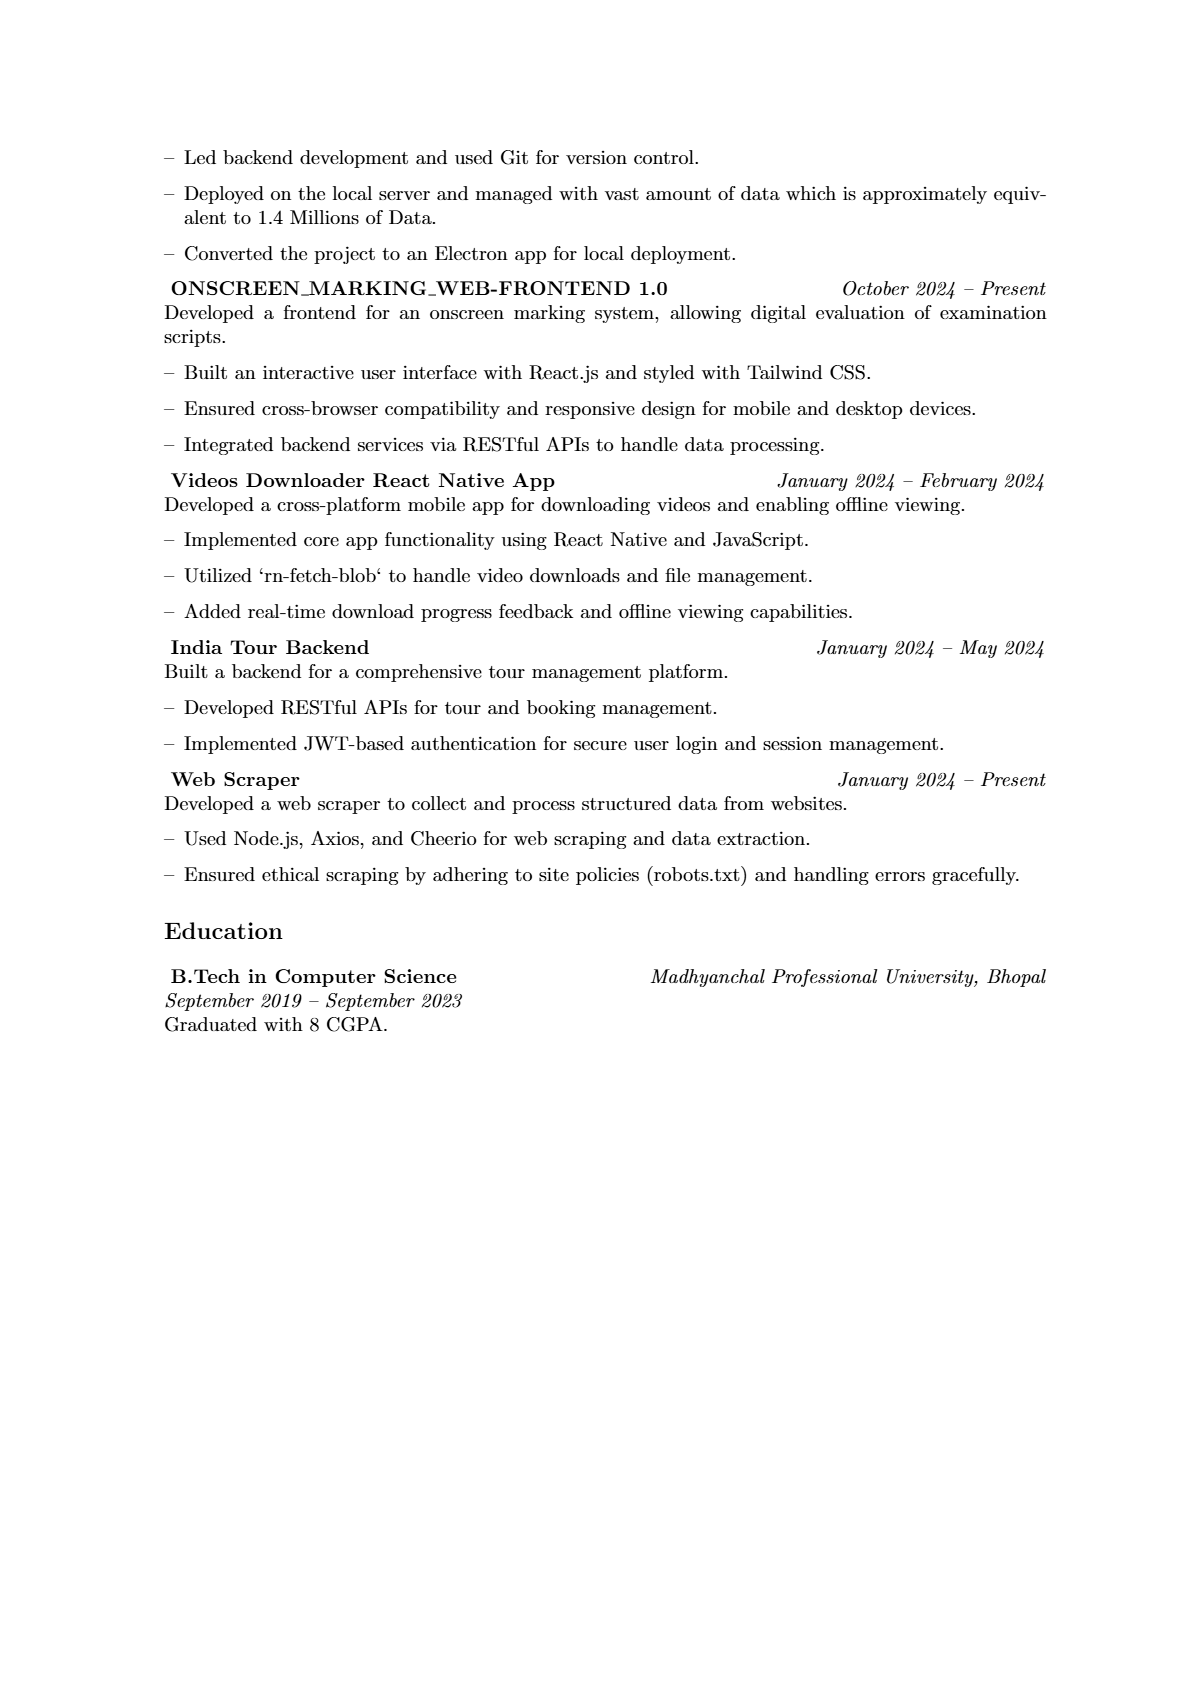 – Led backend development and used Git for version control.
– Deployed on the local server and managed with vast amount of data which is approximately equiv-
alent to 1.4 Millions of Data.
– Converted the project to an Electron app for local deployment.
ONSCREEN_MARKING_WEB-FRONTEND 1.0 October 2024 – Present
Developed a frontend for an onscreen marking system, allowing digital evaluation of examination
scripts.
– Built an interactive user interface with React.js and styled with Tailwind CSS.
– Ensured cross-browser compatibility and responsive design for mobile and desktop devices.
– Integrated backend services via RESTful APIs to handle data processing.
Videos Downloader React Native App January 2024 – February 2024
Developed a cross-platform mobile app for downloading videos and enabling offline viewing.
– Implemented core app functionality using React Native and JavaScript.
– Utilized ‘rn-fetch-blob‘ to handle video downloads and file management.
– Added real-time download progress feedback and offline viewing capabilities.
India Tour Backend January 2024 – May 2024
Built a backend for a comprehensive tour management platform.
– Developed RESTful APIs for tour and booking management.
– Implemented JWT-based authentication for secure user login and session management.
Web Scraper January 2024 – Present
Developed a web scraper to collect and process structured data from websites.
– Used Node.js, Axios, and Cheerio for web scraping and data extraction.
– Ensured ethical scraping by adhering to site policies (robots.txt) and handling errors gracefully.
Education
B.Tech in Computer Science Madhyanchal Professional University, Bhopal
September 2019 – September 2023
Graduated with 8 CGPA.